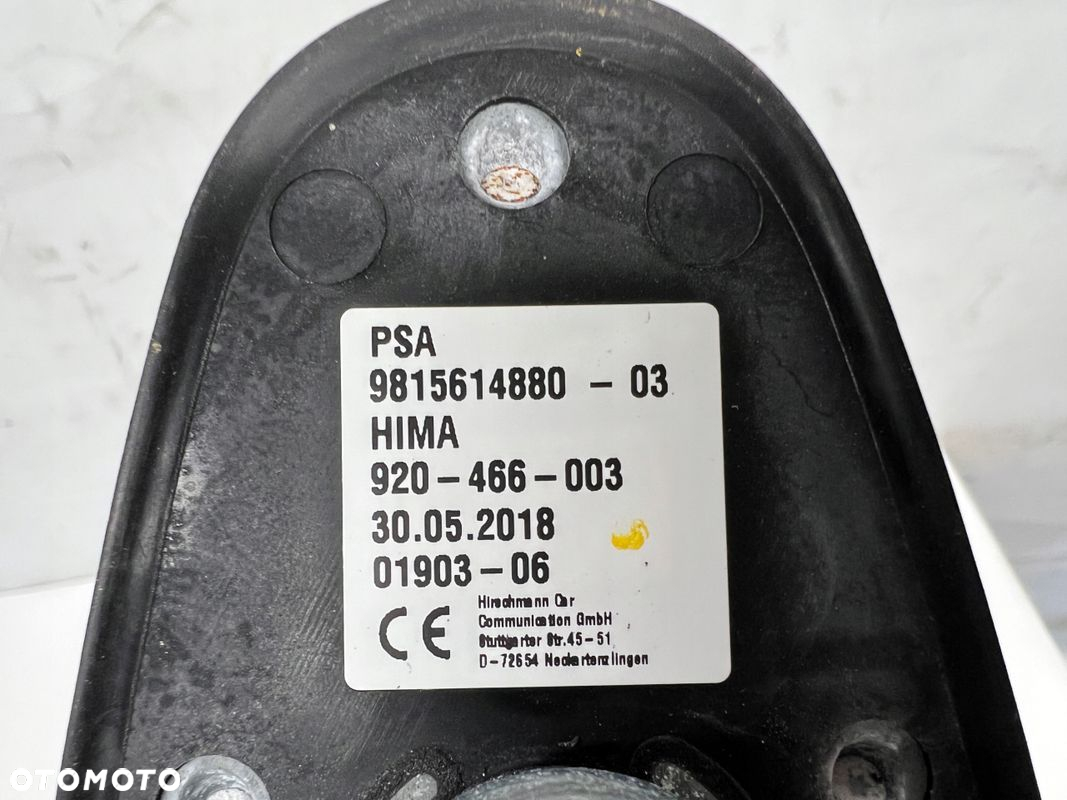 PSA
9815614880 - 03
HIMA
920-466-003
30.05.2018
01903-06
CE
Hirschmann Car
Communication GmbH
Stuttgarter Str.45-51
D-72654 Neckartenzlingen
OTOMOTO